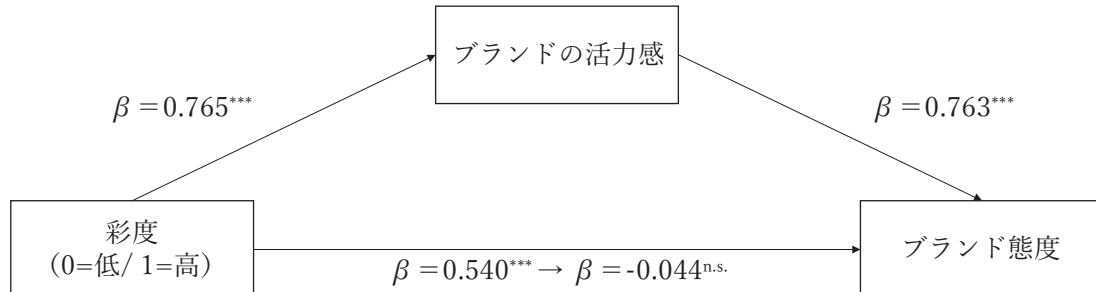 ブランドの活力感
β=0.765***
β=0.763***
彩度
(0=低/ 1=高)
ブランド態度
β=0.540***→ β=-0.044n.s.